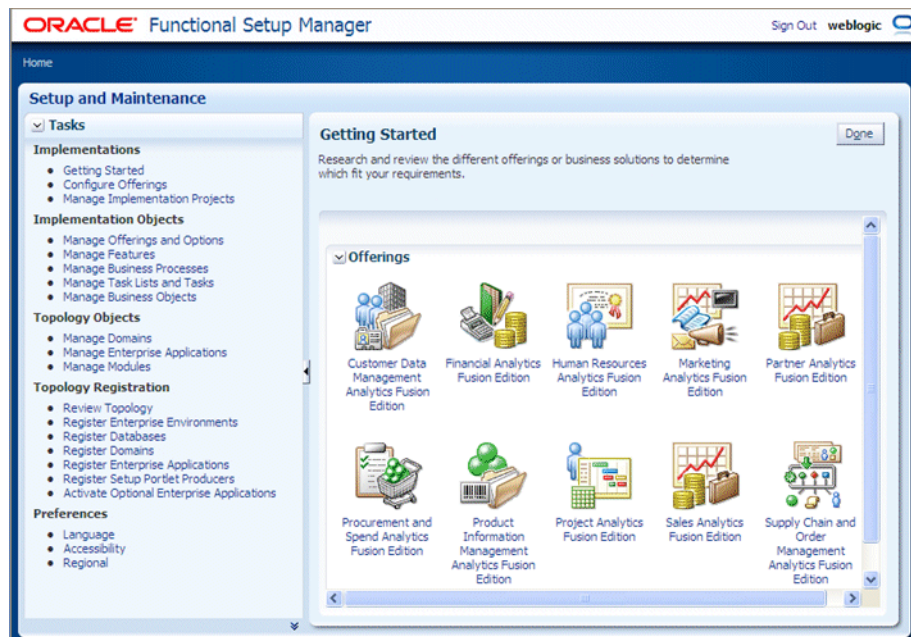 ORACLE® Functional Setup Manager
Sign Out weblogic
Home
Setup and Maintenance
Tasks
Implementations
Getting Started
Configure Offerings
Manage Implementation Projects
Implementation Objects
Manage Offerings and Options
Manage Features
Manage Business Processes
Manage Task Lists and Tasks
Manage Business Objects
Topology Objects
Manage Domains
Manage Enterprise Applications
Manage Modules
Topology Registration
Review Topology
Register Enterprise Environments
Register Databases
Register Domains
Register Enterprise Applications
Register Setup Portlet Producers
Activate Optional Enterprise Applications
Preferences
Language
Accessibility
Regional
Getting Started
Done
Research and review the different offerings or business solutions to determine
which fit your requirements.
Offerings
Customer Data
Management
Analytics Fusion
Edition
Financial Analytics
Fusion Edition
Human Resources
Analytics Fusion
Edition
Marketing
Analytics Fusion
Edition
Partner Analytics
Fusion Edition
Procurement and
Spend Analytics
Fusion Edition
Product
Information
Management
Analytics Fusion
Edition
Project Analytics
Fusion Edition
Sales Analytics
Fusion Edition
Supply Chain and
Order
Management
Analytics Fusion
Edition